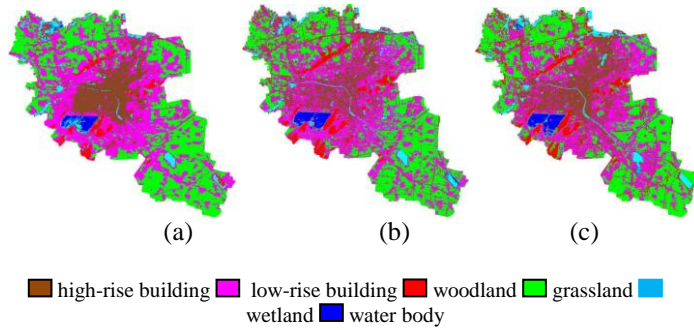 (a) (b) (c)
high-rise building low-rise building woodland grassland
wetland water body